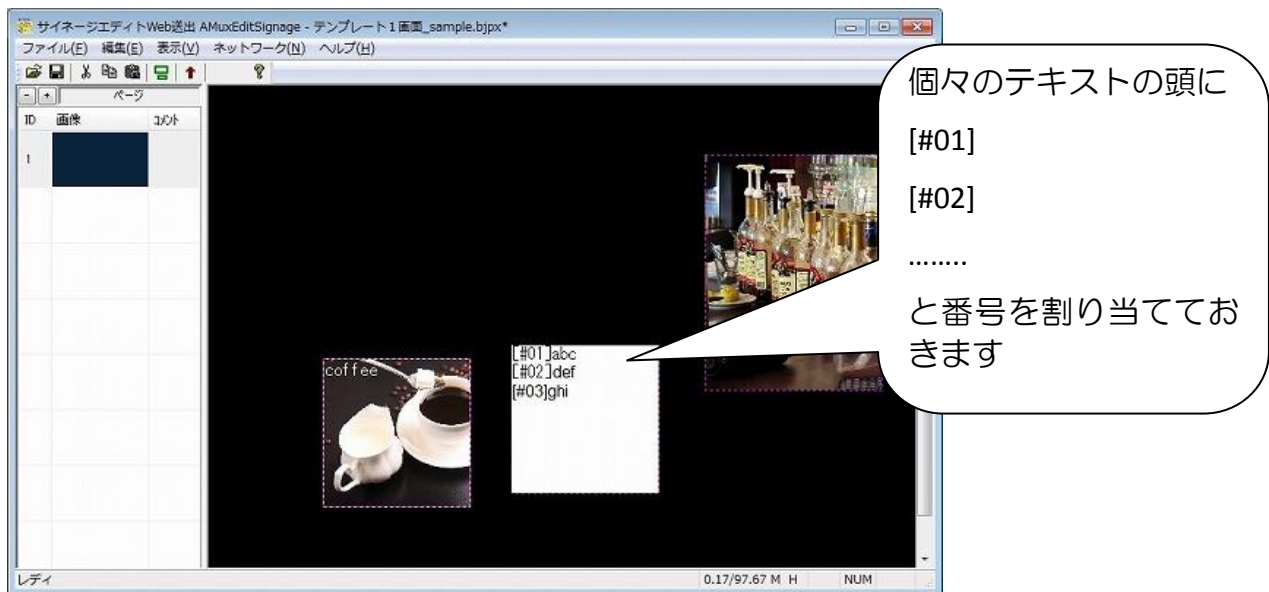 サイネージエディトWeb送出 AMuxEditSignage - テンプレート1画面_sample.bjpx*
ファイル(F) 編集(E) 表示(V) ネットワーク(N) ヘルプ(H)
- + ページ
ID 画像 コメント
1
coffee
[#01]abc
[#02]def
[#03]ghi
個々のテキストの頭に
[#01]
[#02]
........
と番号を割り当ててお
きます
レディ 0.17/97.67 M H NUM